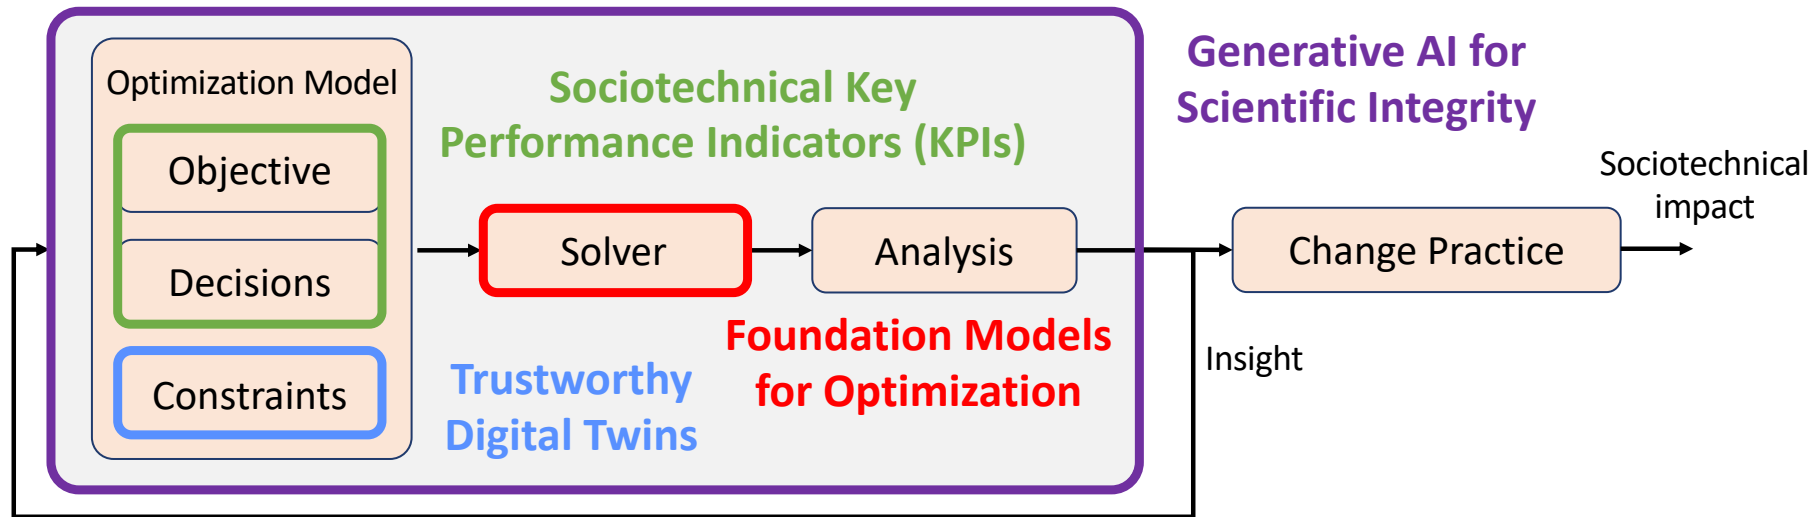 Optimization Model
Objective
Decisions
Constraints
Sociotechnical Key
Performance Indicators (KPIs)
Solver
Analysis
Trustworthy
Digital Twins
Foundation Models
for Optimization
Generative AI for
Scientific Integrity
Insight
Change Practice
Sociotechnical
impact